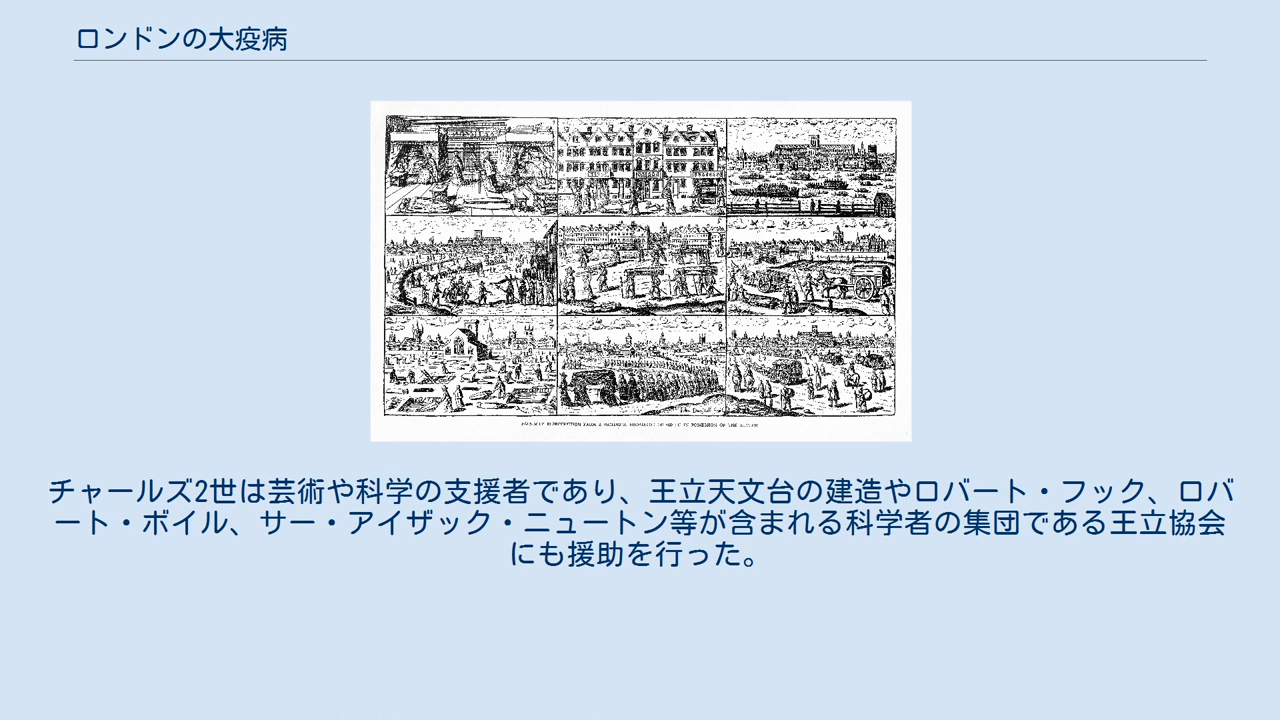 ロンドンの大疫病
チャールズ2世は芸術や科学の支援者であり、王立天文台の建造やロバート・フック、ロバ
ート・ボイル、サー・アイザック・ニュートン等が含まれる科学者の集団である王立協会
にも援助を行った。